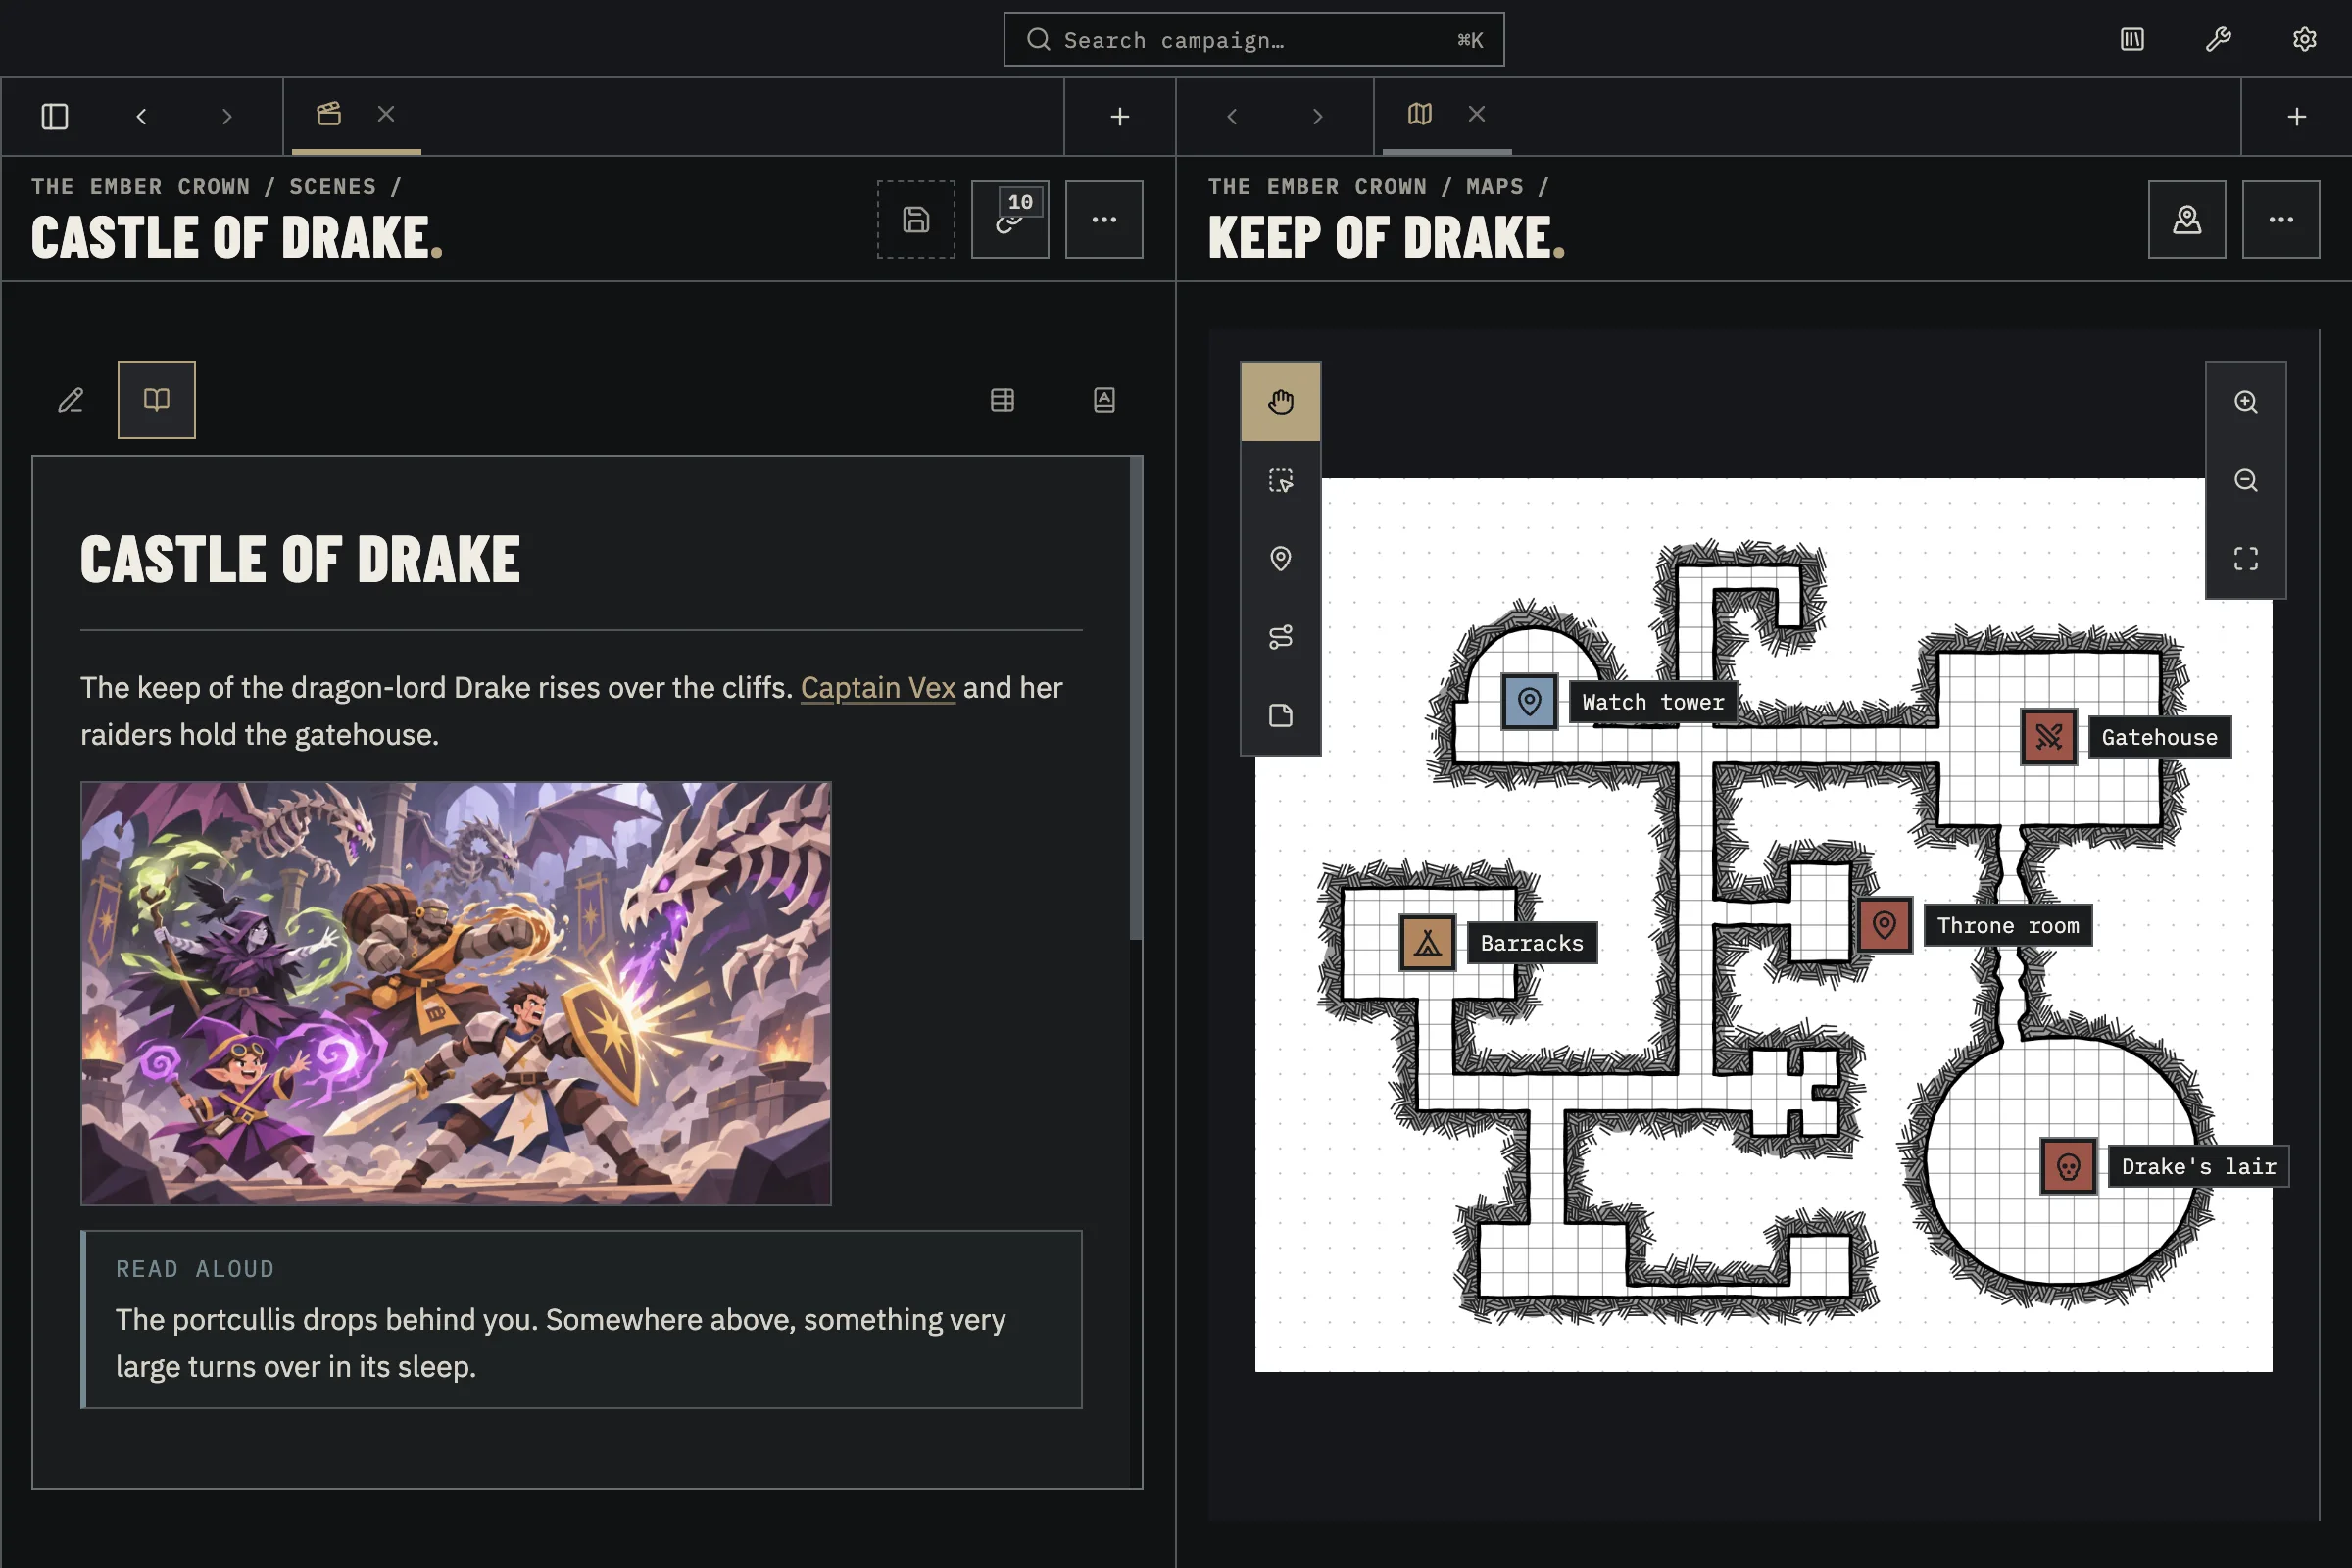 Search campaign… ⌘K
THE EMBER CROWN / SCENES /
CASTLE OF DRAKE.
10
CASTLE OF DRAKE
The keep of the dragon-lord Drake rises over the cliffs. Captain Vex and her
raiders hold the gatehouse.
READ ALOUD
The portcullis drops behind you. Somewhere above, something very
large turns over in its sleep.
THE EMBER CROWN / MAPS /
KEEP OF DRAKE.
Watch tower
Gatehouse
Throne room
Barracks
Drake's lair